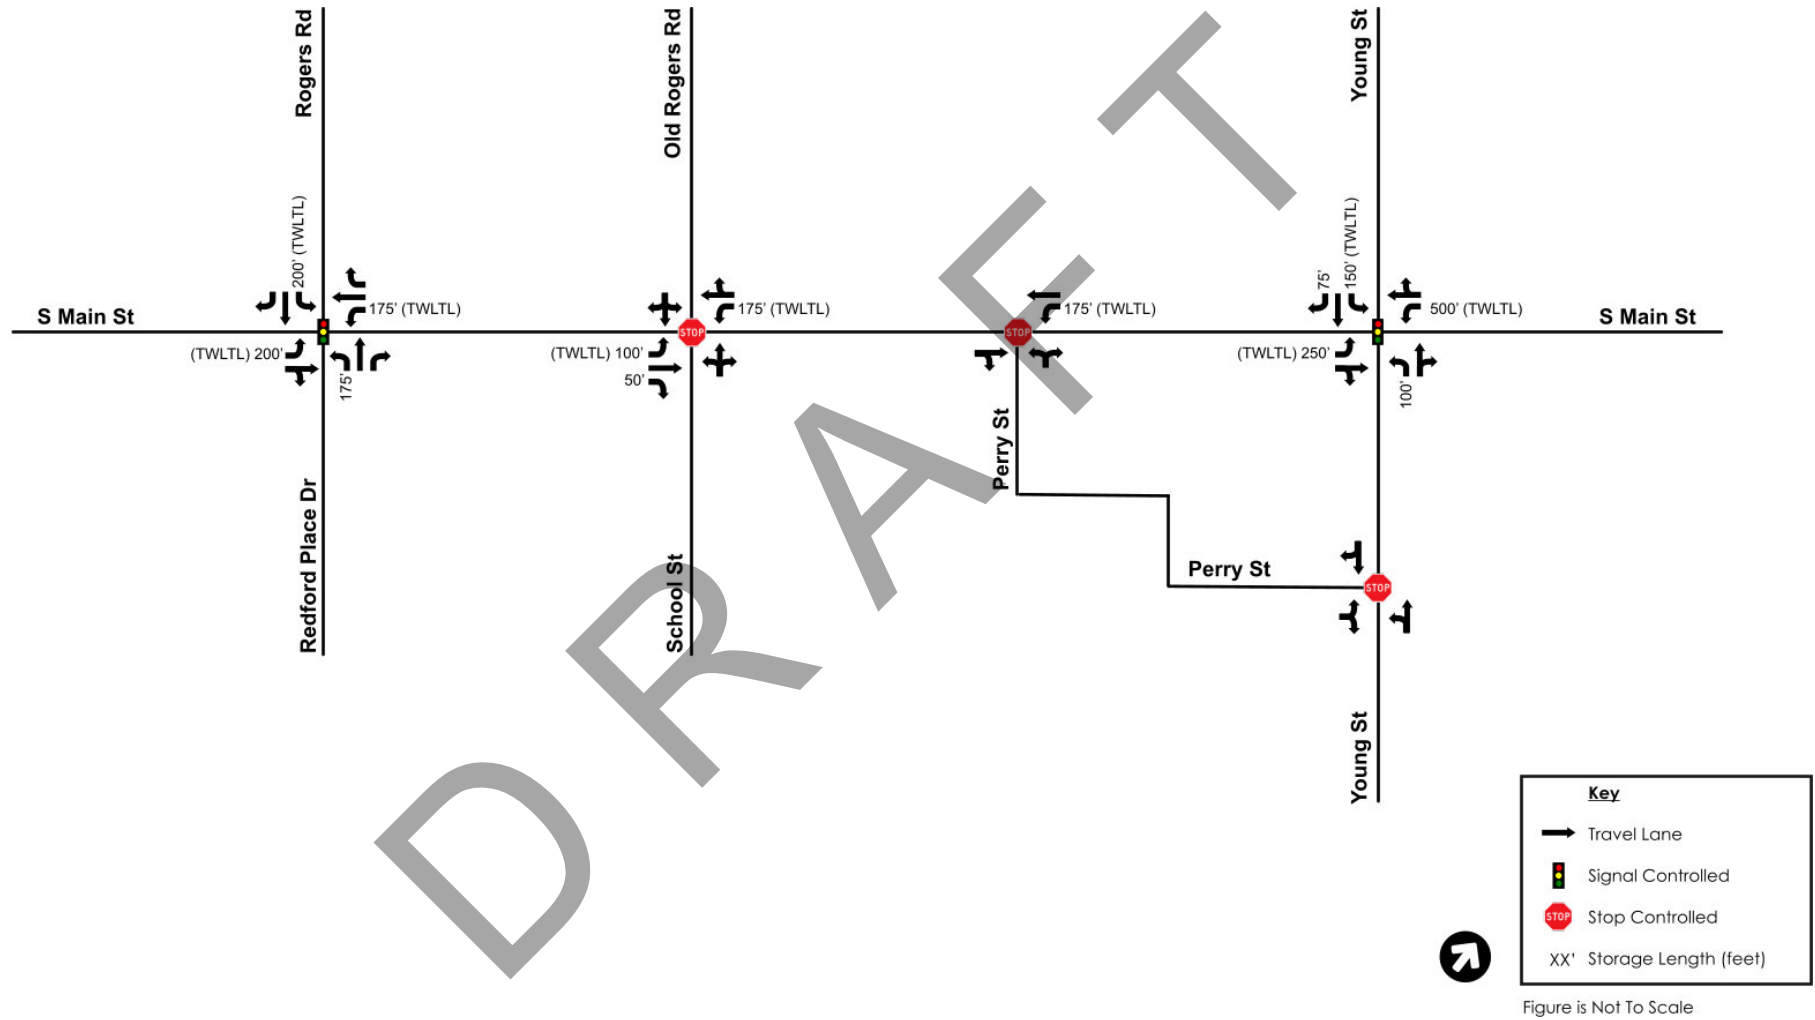 Rogers Rd
Old Rogers Rd
Young St
200' (TWLTL)
75'
150' (TWLTL)
S Main St
175' (TWLTL)
175' (TWLTL)
175' (TWLTL)
500' (TWLTL)
S Main St
STOP
STOP
(TWLTL) 200'
175'
(TWLTL) 100'
50'
(TWLTL) 250'
100'
Perry St
Redford Place Dr
School St
Perry St
STOP
Young St
DRAFT
Key
Travel Lane
Signal Controlled
STOP Stop Controlled
XX' Storage Length (feet)
Figure is Not To Scale